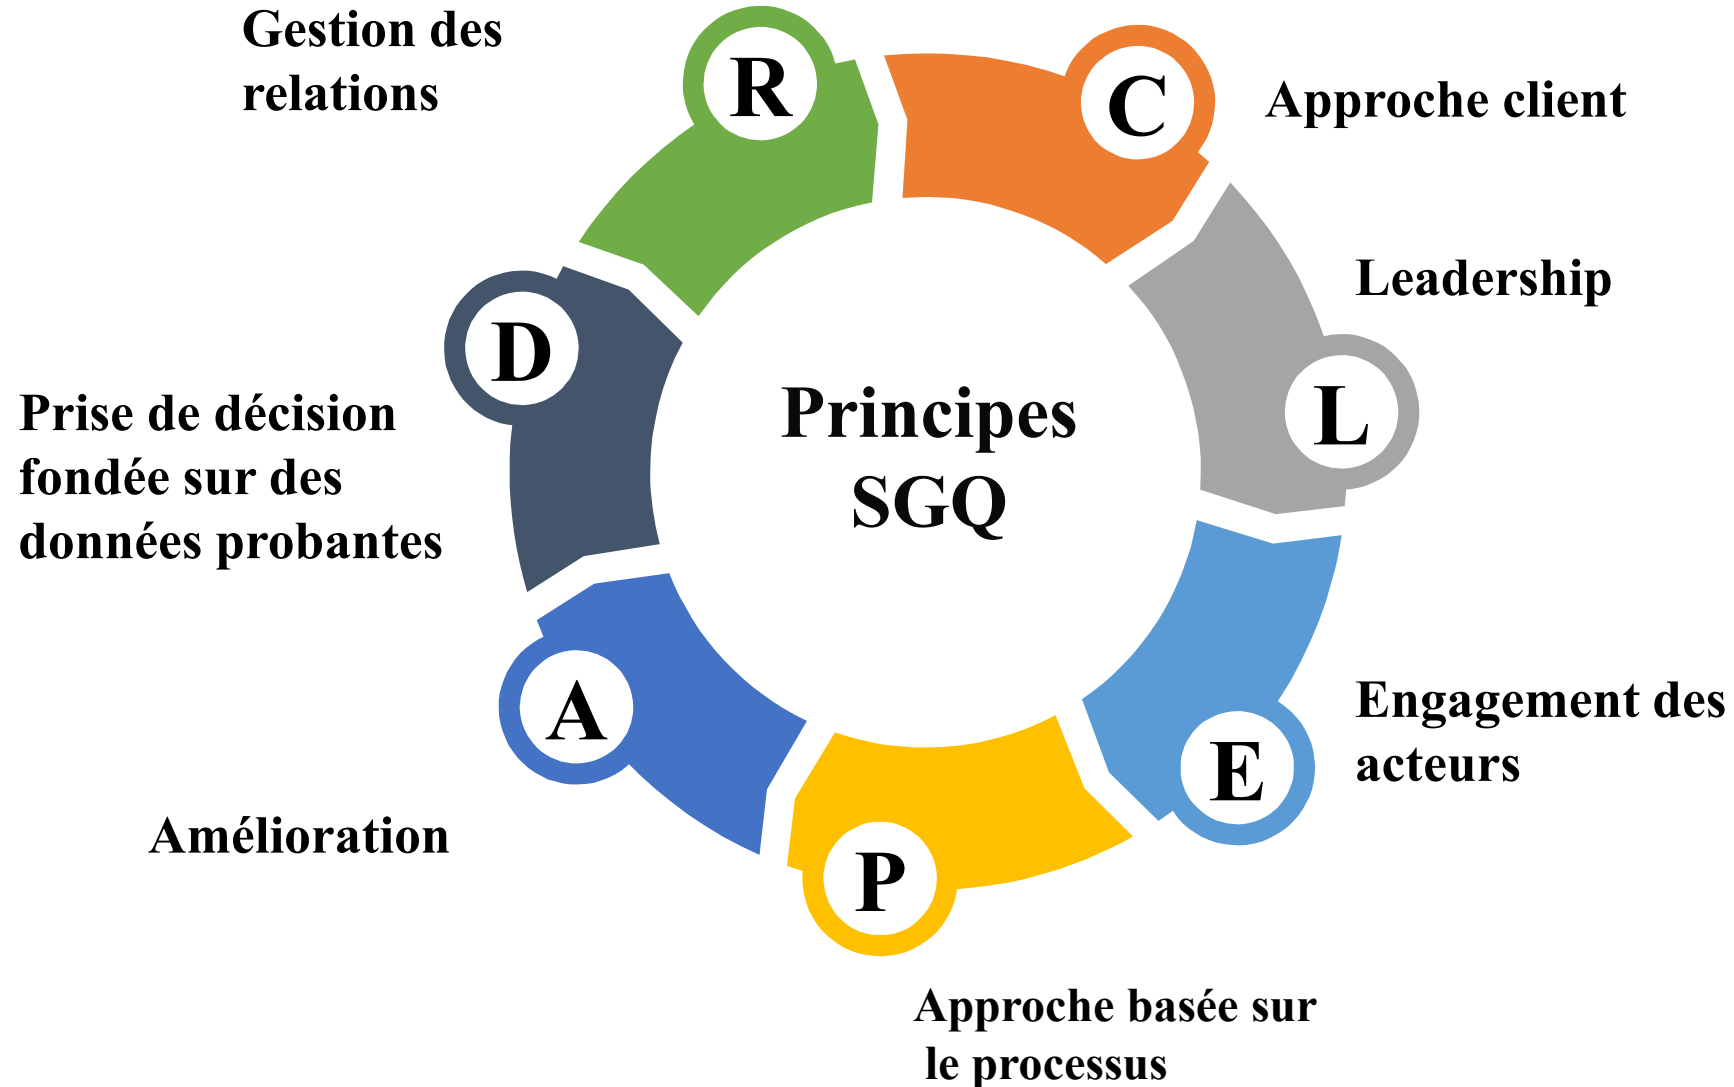 Gestion des
relations
R
C
Approche client
Leadership
L
D
Prise de décision
fondée sur des
données probantes
Principes
SGQ
Engagement des
acteurs
E
A
Amélioration
P
Approche basée sur
le processus